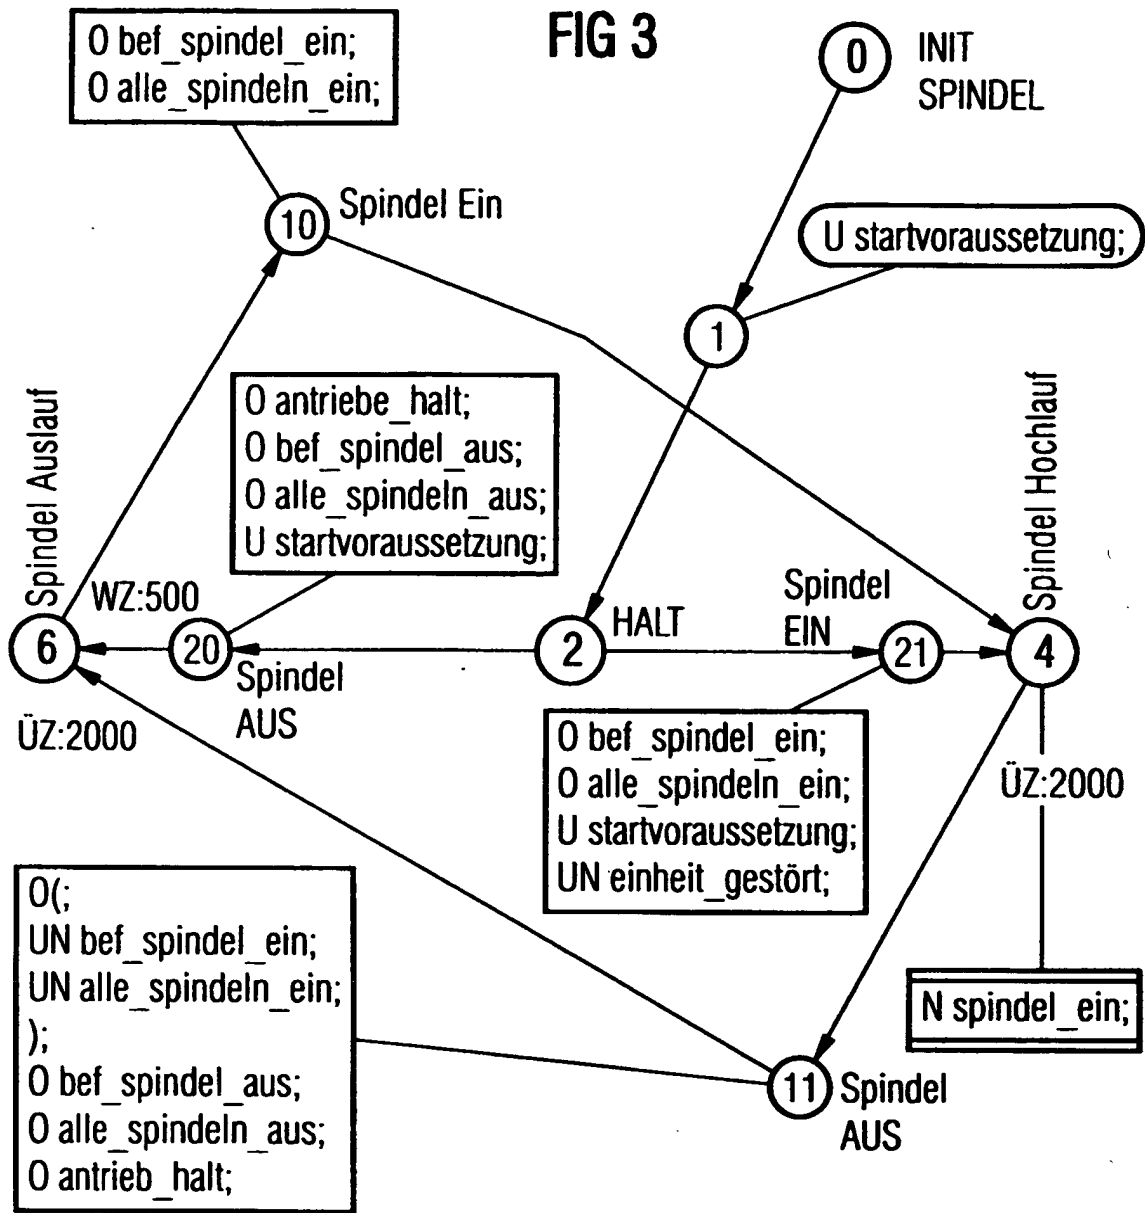 FIG 3
O bef_spindel_ein;
O alle_spindeln_ein;
0
INIT
SPINDEL
10
Spindel Ein
U startvoraussetzung;
1
O antriebe_halt;
O bef_spindel_aus;
O alle_spindeln_aus;
U startvoraussetzung;
Spindel Auslauf
Spindel Hochlauf
WZ:500
6
20
Spindel
AUS
ÜZ:2000
2
HALT
Spindel
EIN
21
4
O bef_spindel_ein;
O alle_spindeln_ein;
U startvoraussetzung;
UN einheit_gestört;
ÜZ:2000
N spindel_ein;
O(;
UN bef_spindel_ein;
UN alle_spindeln_ein;
);
O bef_spindel_aus;
O alle_spindeln_aus;
O antrieb_halt;
11
Spindel
AUS